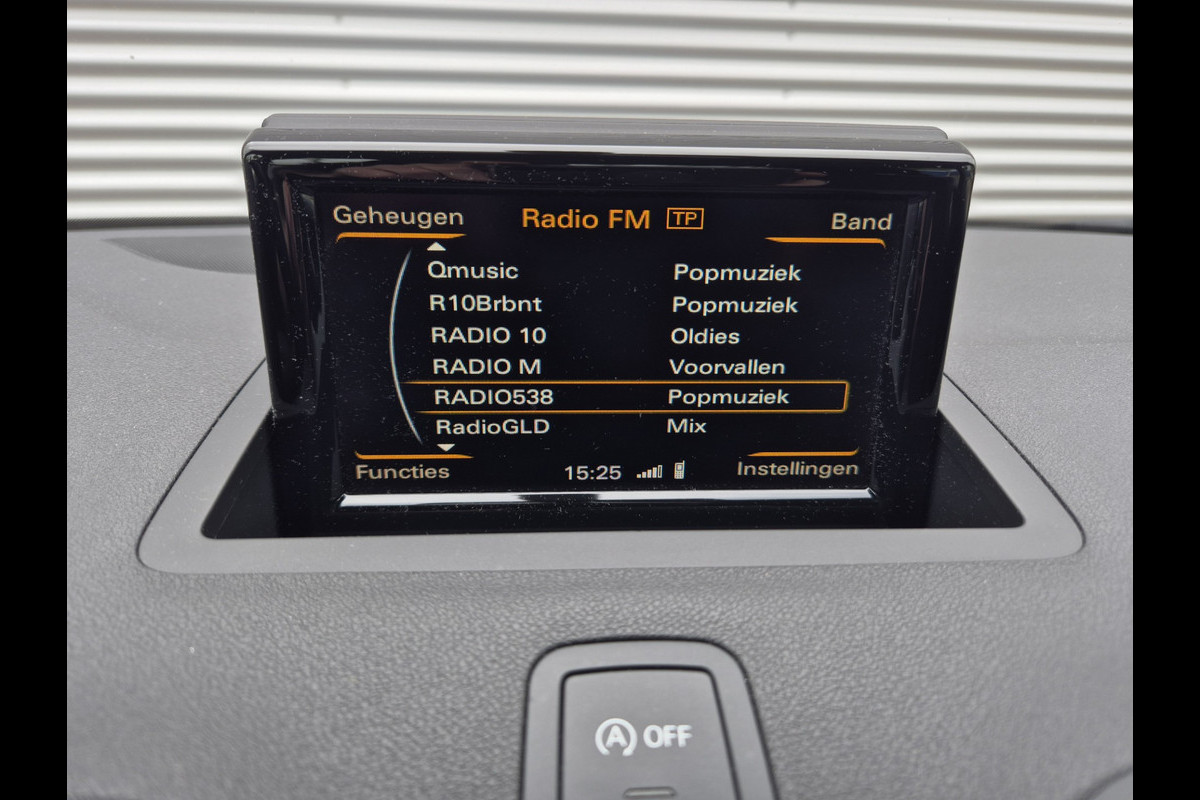 Geheugen Radio FM TP Band
Qmusic Popmuziek
R10Brbnt Popmuziek
RADIO 10 Oldies
RADIO M Voorvallen
RADIO538 Popmuziek
RadioGLD Mix
Functies 15:25 Instellingen
A OFF